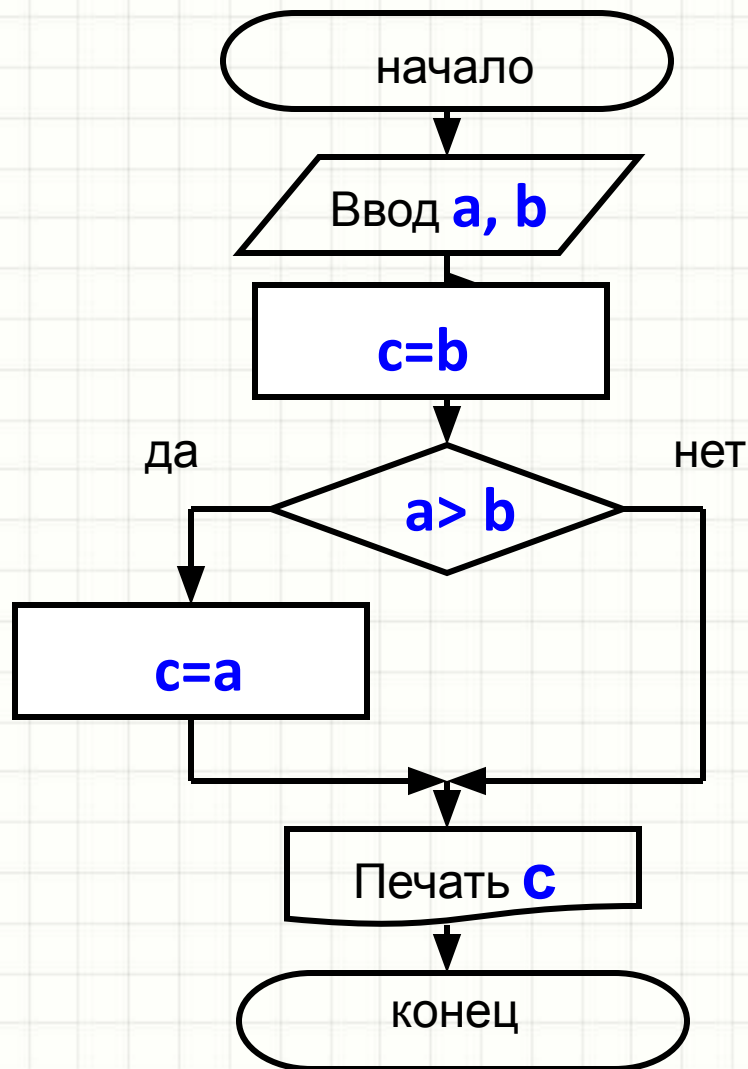 начало
Ввод a, b
c=b
да
нет
a> b
c=a
Печать c
конец